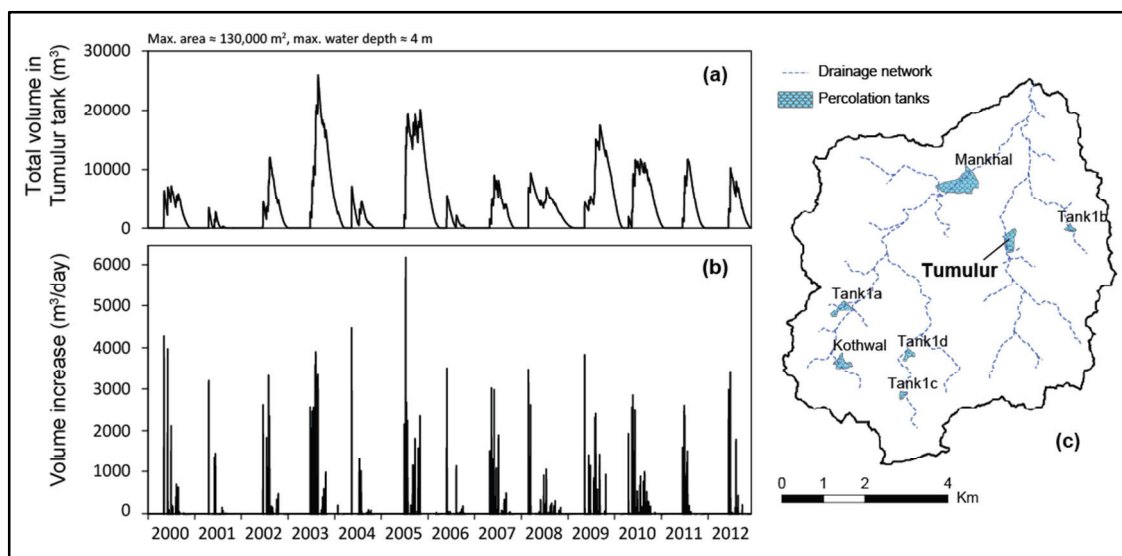 Max. area ≈ 130,000 m², max. water depth ≈ 4 m
Total volume in
Tumulur tank (m³)
30000
20000
10000
0
(a)
Volume increase (m³/day)
6000
5000
4000
3000
2000
1000
0
(b)
2000 2001 2002 2003 2004 2005 2006 2007 2008 2009 2010 2011 2012
Drainage network
Percolation tanks
Mankhal
Tank1b
Tumulur
Tank1a
Kothwal
Tank1d
Tank1c
(c)
0 1 2 4
Km